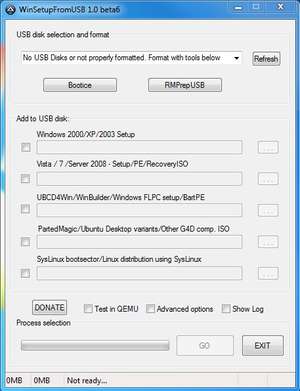 WinSetupFromUSB 1.0 beta6
USB disk selection and format
No USB Disks or not properly formatted. Format with tools below
Refresh
Bootice
RMPrepUSB
Add to USB disk:
Windows 2000/XP/2003 Setup
...
Vista / 7 /Server 2008 - Setup/PE/RecoveryISO
...
UBCD4Win/WinBuilder/Windows FLPC setup/BartPE
...
PartedMagic/Ubuntu Desktop variants/Other G4D comp. ISO
...
SysLinux bootsector/Linux distribution using SysLinux
...
DONATE
Test in QEMU
Advanced options
Show Log
Process selection
GO
EXIT
0MB
0MB
Not ready...